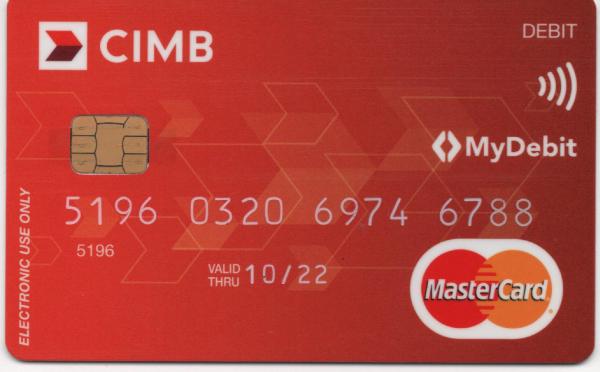 CIMB
DEBIT
MyDebit
5196 0320 6974 6788
5196
VALID THRU 10/22
ELECTRONIC USE ONLY
MasterCard